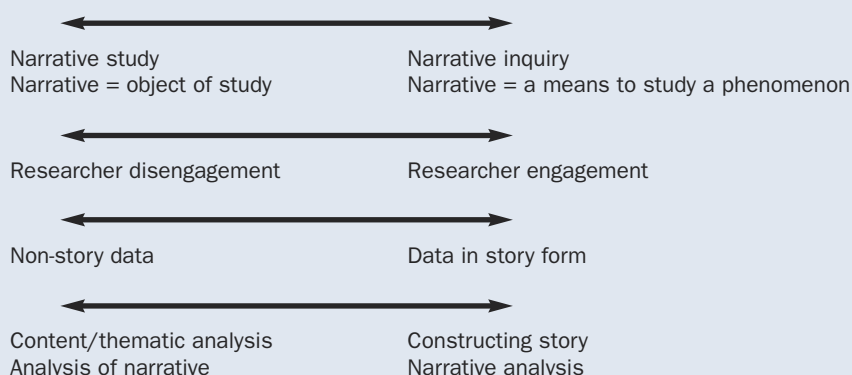 Narrative study
Narrative = object of study
Narrative inquiry
Narrative = a means to study a phenomenon
Researcher disengagement
Researcher engagement
Non-story data
Data in story form
Content/thematic analysis
Analysis of narrative
Constructing story
Narrative analysis